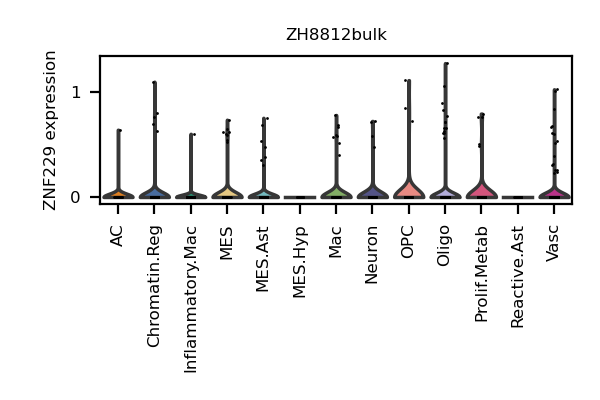 ZH8812bulk
ZNF229 expression
1
0
AC
Chromatin.Reg
Inflammatory.Mac
MES
MES.Ast
MES.Hyp
Mac
Neuron
OPC
Oligo
Prolif.Metab
Reactive.Ast
Vasc